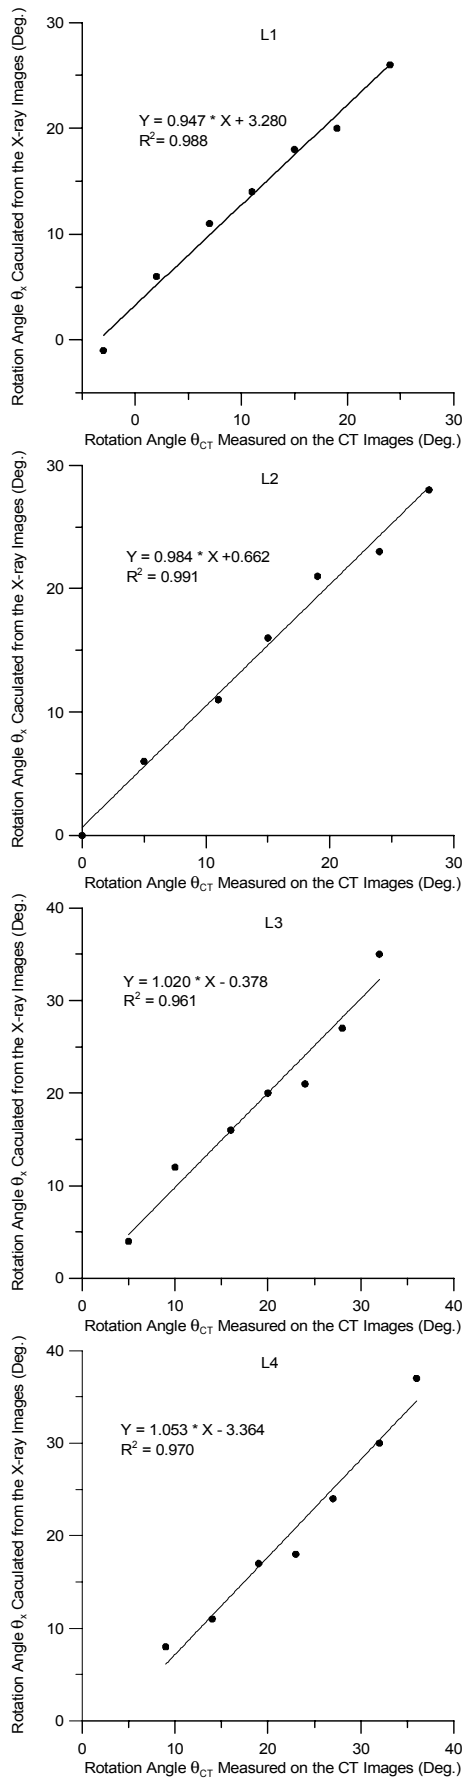 L1
Y = 0.947 * X + 3.280
R² = 0.988
Rotation Angle θx Caculated from the X-ray Images (Deg.)
30
20
10
0
0 10 20 30
Rotation Angle θCT Measured on the CT Images (Deg.)
L2
Y = 0.984 * X +0.662
R² = 0.991
Rotation Angle θx Caculated from the X-ray Images (Deg.)
30
20
10
0
0 10 20 30
Rotation Angle θCT Measured on the CT Images (Deg.)
L3
Y = 1.020 * X - 0.378
R² = 0.961
Rotation Angle θx Caculated from the X-ray Images (Deg.)
40
30
20
10
0
0 10 20 30 40
Rotation Angle θCT Measured on the CT Images (Deg.)
L4
Y = 1.053 * X - 3.364
R² = 0.970
Rotation Angle θx Caculated from the X-ray Images (Deg.)
40
30
20
10
0
0 10 20 30 40
Rotation Angle θCT Measured on the CT Images (Deg.)